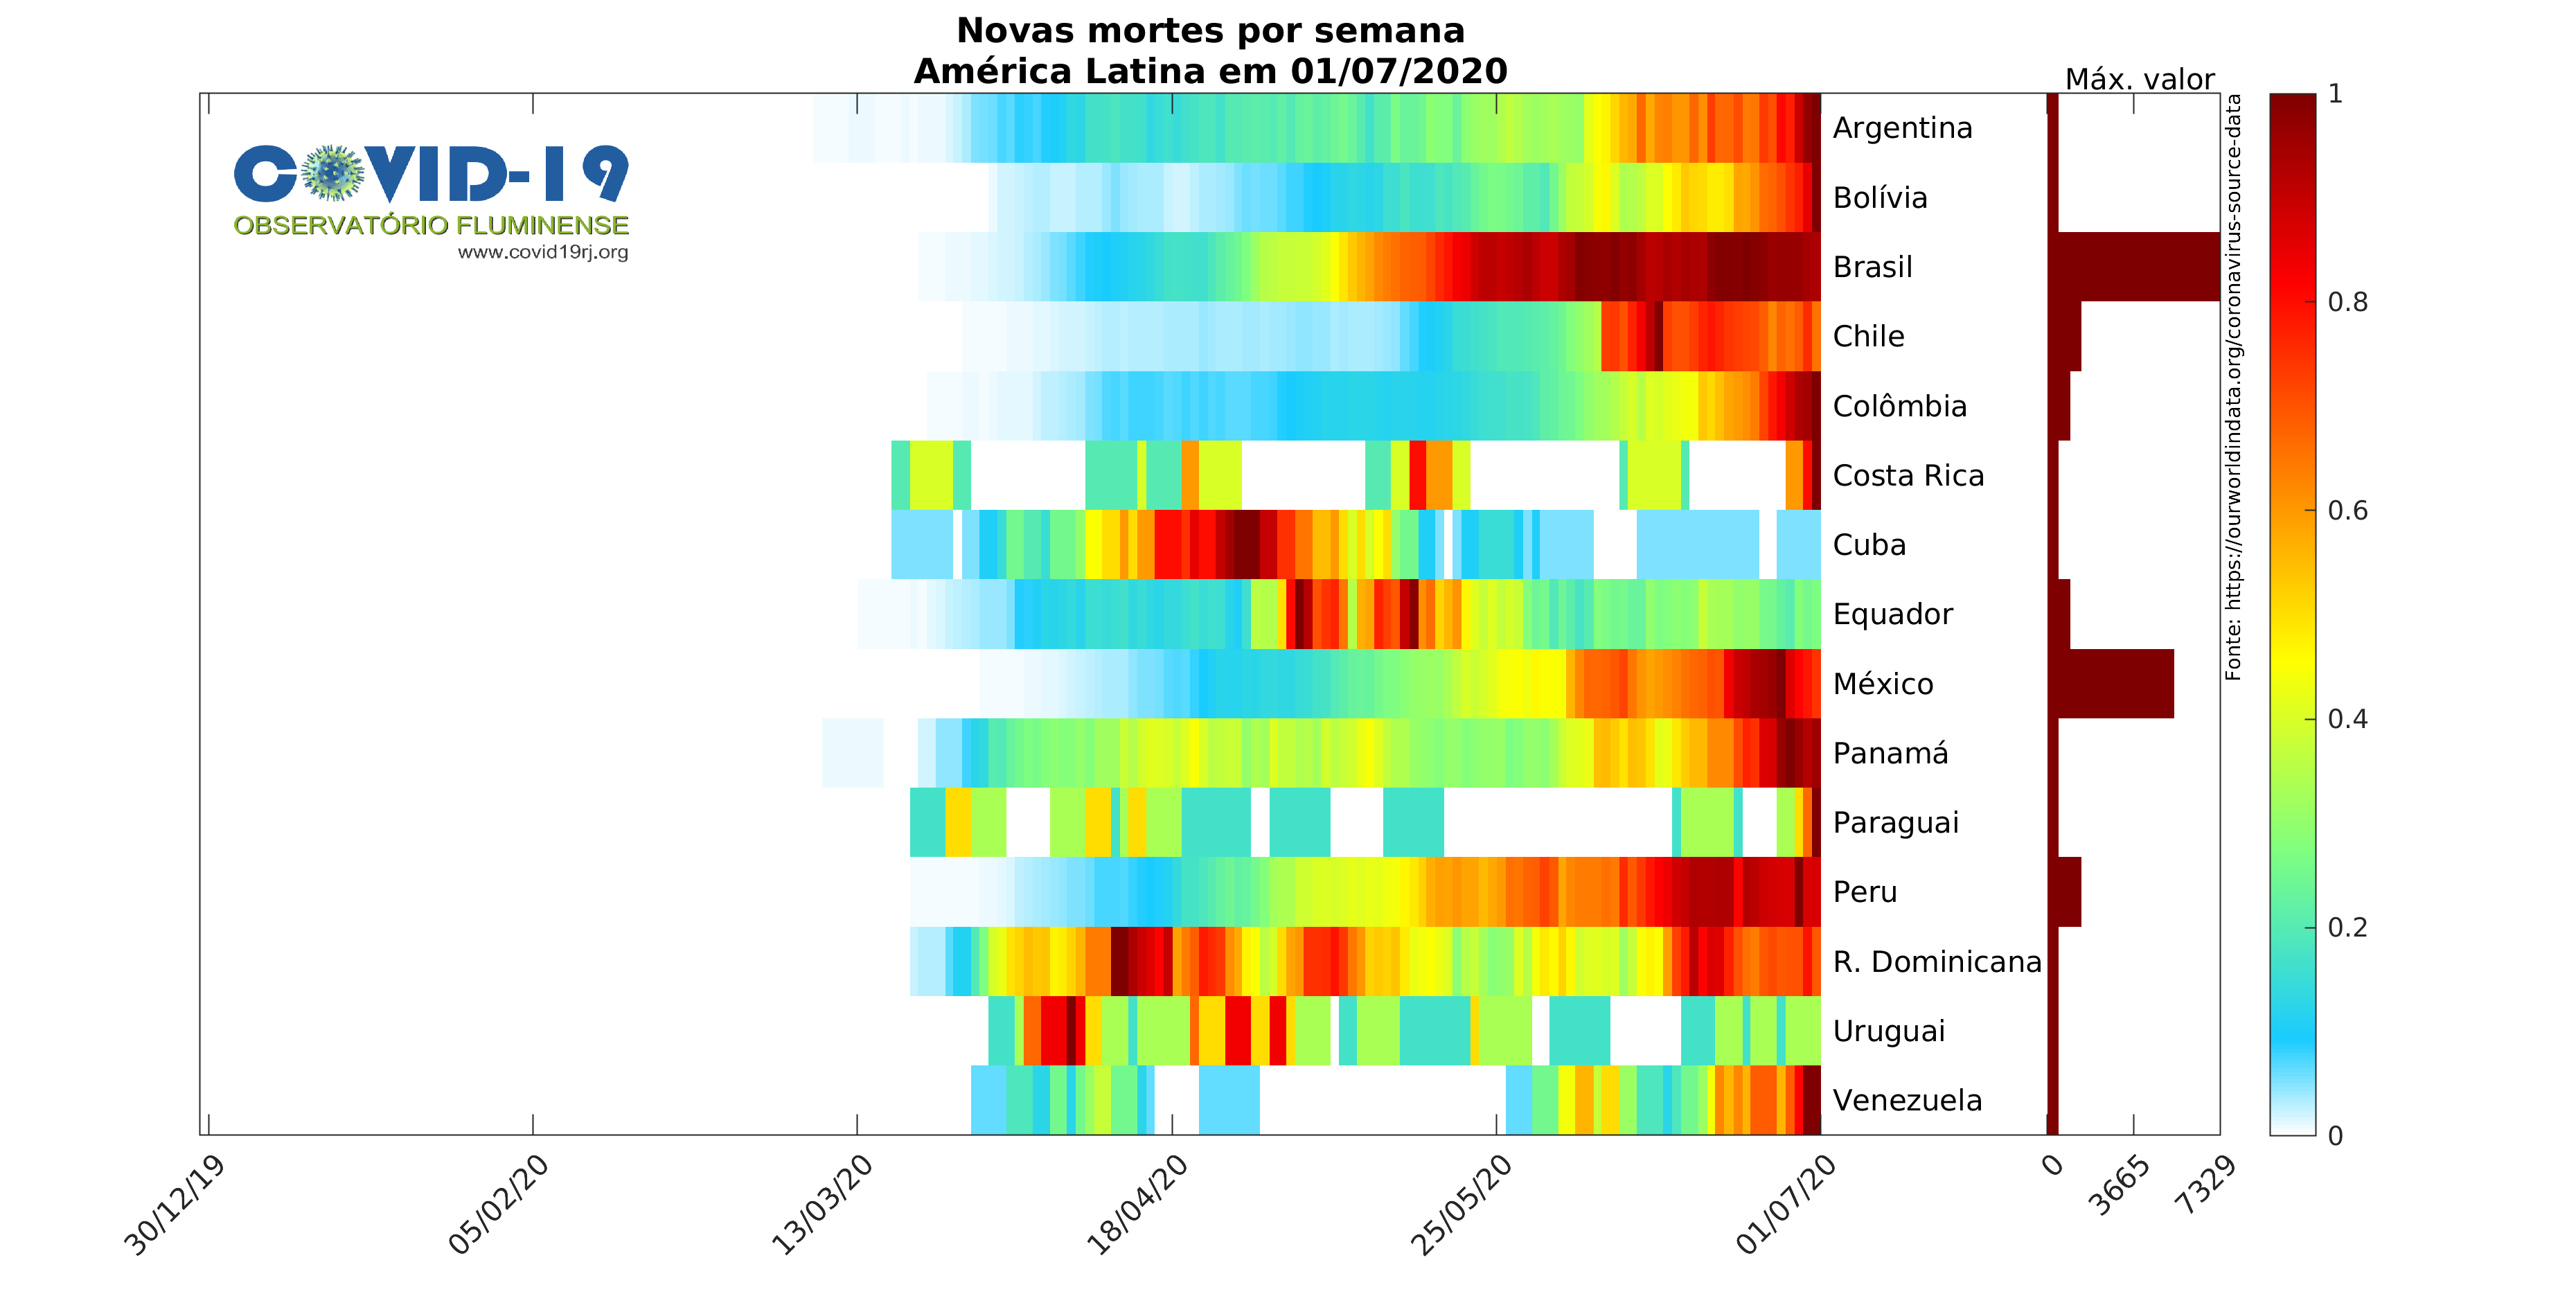 Novas mortes por semana
América Latina em 01/07/2020
Máx. valor
COVID-19
OBSERVATÓRIO FLUMINENSE
www.covid19rj.org
Argentina
Bolívia
Brasil
Chile
Colômbia
Costa Rica
Cuba
Equador
México
Panamá
Paraguai
Peru
R. Dominicana
Uruguai
Venezuela
Fonte: https://ourworldindata.org/coronavirus-source-data
1
0.8
0.6
0.4
0.2
0
30/12/19
05/02/20
13/03/20
18/04/20
25/05/20
01/07/20
0
3665
7329